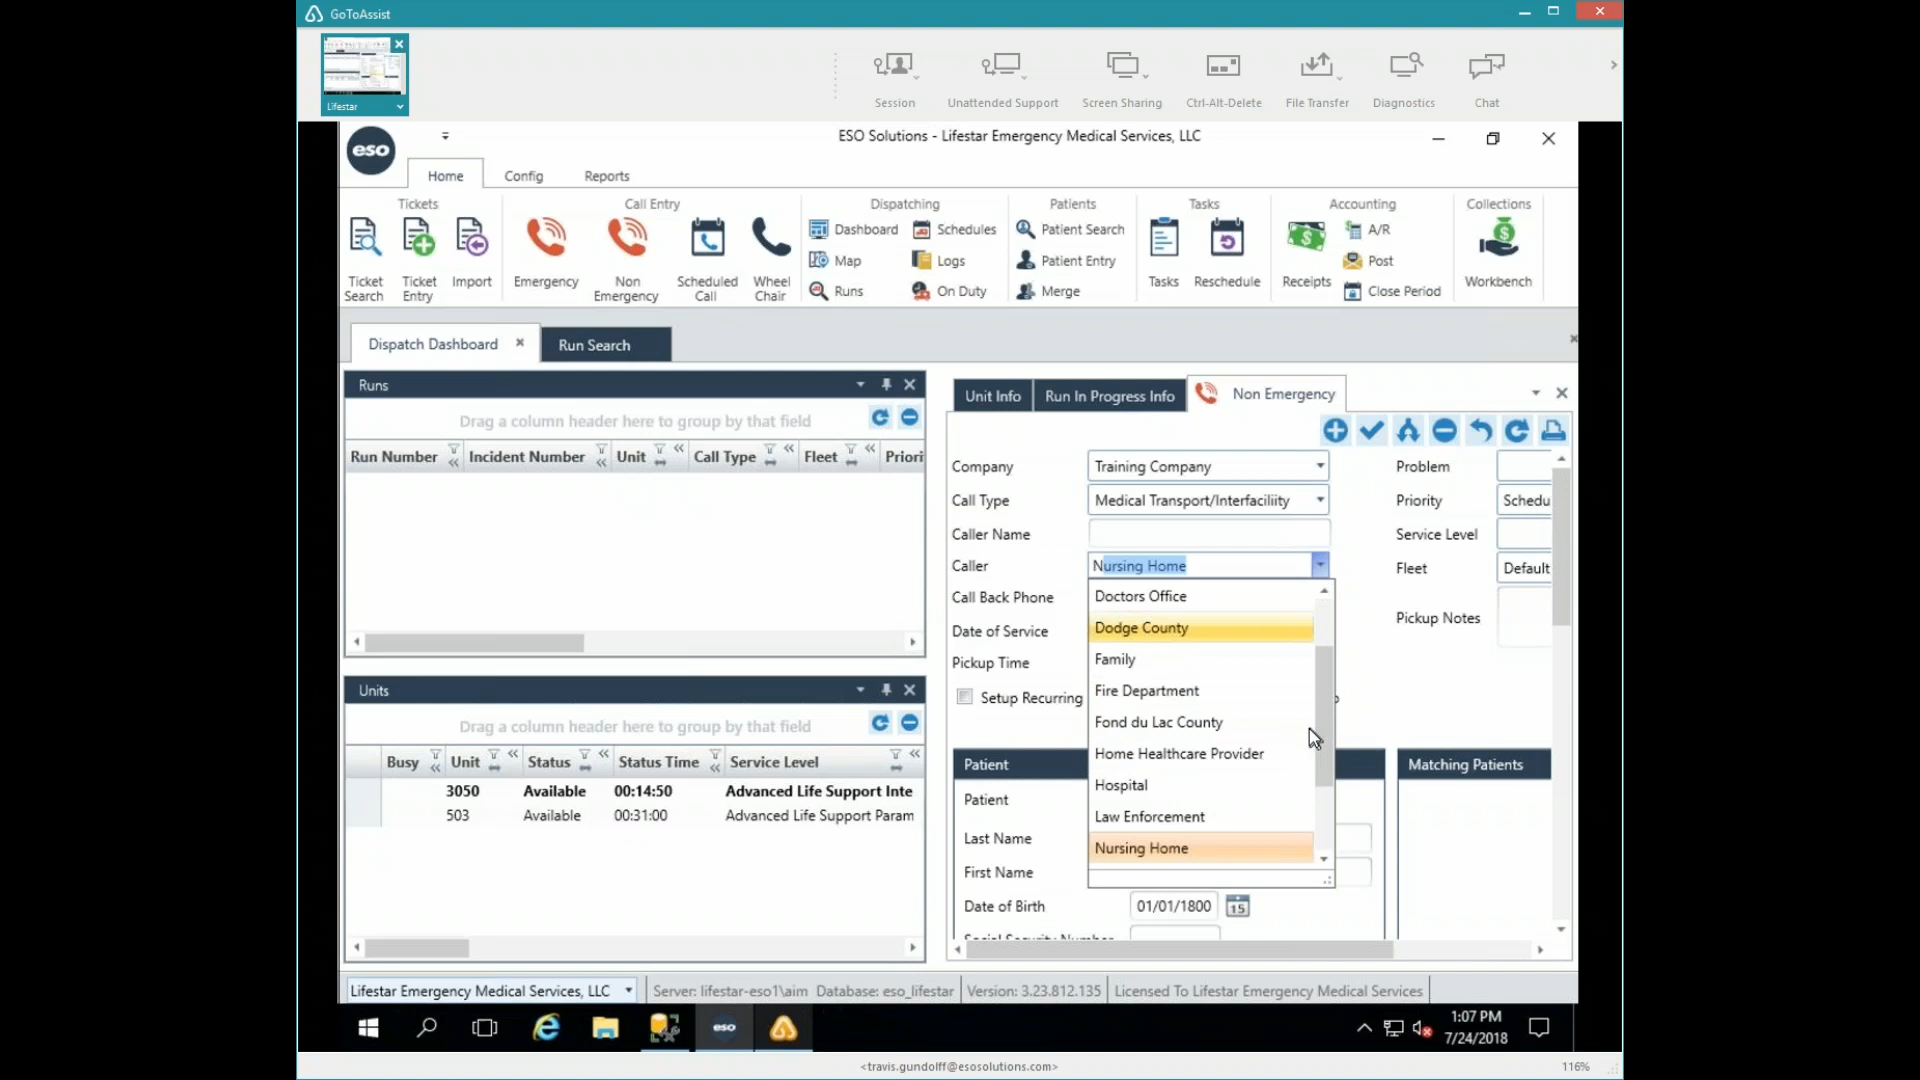 GoToAssist
Lifestar
Session
Unattended Support
Screen Sharing
Ctrl-Alt-Delete
File Transfer
Diagnostics
Chat
eso
ESO Solutions - Lifestar Emergency Medical Services, LLC
Home
Config
Reports
Tickets
Call Entry
Dispatching
Patients
Tasks
Accounting
Collections
Ticket Search
Ticket Entry
Import
Emergency
Non Emergency
Scheduled Call
Wheel Chair
Dashboard
Schedules
Map
Logs
Runs
On Duty
Patient Search
Patient Entry
Merge
Tasks
Reschedule
Receipts
A/R
Post
Close Period
Workbench
Dispatch Dashboard
Run Search
Runs
Drag a column header here to group by that field
Run Number
Incident Number
Unit
Call Type
Fleet
Priori
Units
Drag a column header here to group by that field
Busy
Unit
Status
Status Time
Service Level
3050 Available 00:14:50 Advanced Life Support Inte
503 Available 00:31:00 Advanced Life Support Param
Unit Info
Run In Progress Info
Non Emergency
Company
Training Company
Call Type
Medical Transport/Interfaciliity
Caller Name
Caller
Nursing Home
Call Back Phone
Date of Service
Pickup Time
Setup Recurring
Doctors Office
Dodge County
Family
Fire Department
Fond du Lac County
Home Healthcare Provider
Hospital
Law Enforcement
Nursing Home
Problem
Priority
Schedu
Service Level
Fleet
Default
Pickup Notes
Patient
Matching Patients
Patient
Last Name
First Name
Date of Birth
01/01/1800
15
Social Security Number
Lifestar Emergency Medical Services, LLC
Server: lifestar-eso1\aim Database: eso_lifestar
Version: 3.23.812.135
Licensed To Lifestar Emergency Medical Services
eso
1:07 PM
7/24/2018
<travis.gundolff@esosolutions.com>
116%